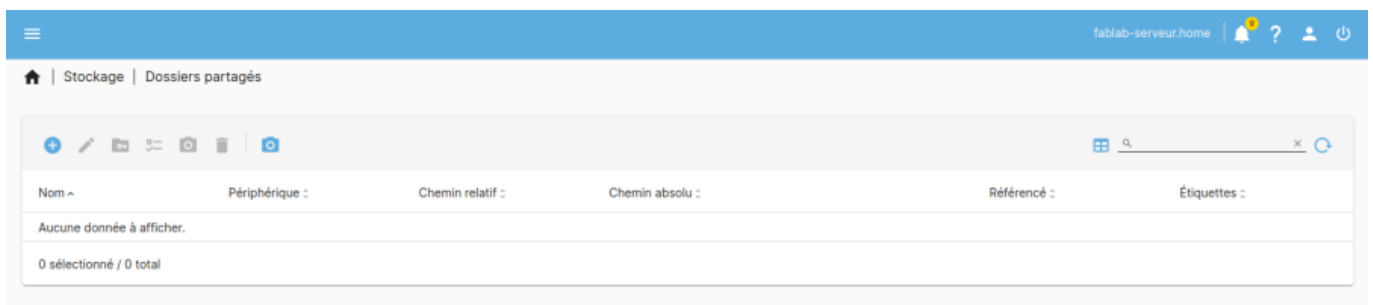 fablab-serveur.home 9 ?
Stockage | Dossiers partagés
Nom Périphérique Chemin relatif Chemin absolu Référencé Étiquettes
Aucune donnée à afficher.
0 sélectionné / 0 total